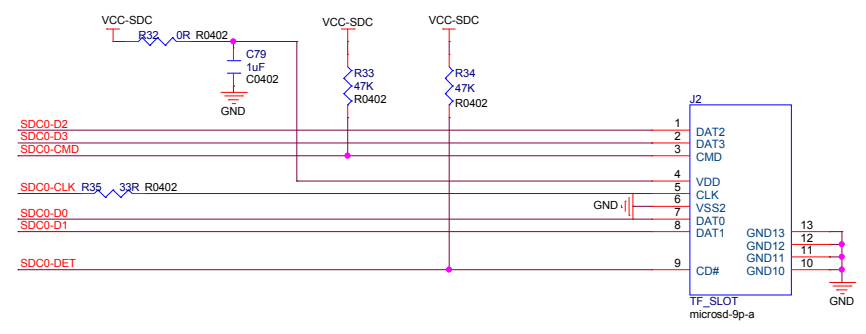 VCC-SDC VCC-SDC VCC-SDC
R32 0R R0402
C79
1uF
C0402
GND
R33
47K
R0402
R34
47K
R0402
J2
SDC0-D2 1 DAT2
SDC0-D3 2 DAT3
SDC0-CMD 3 CMD
4 VDD
SDC0-CLK R35 33R R0402 5 CLK
GND 6 VSS2
SDC0-D0 7 DAT0
SDC0-D1 8 DAT1
GND13 13
GND12 12
GND11 11
SDC0-DET 9 CD# GND10 10
GND
TF_SLOT
microsd-9p-a